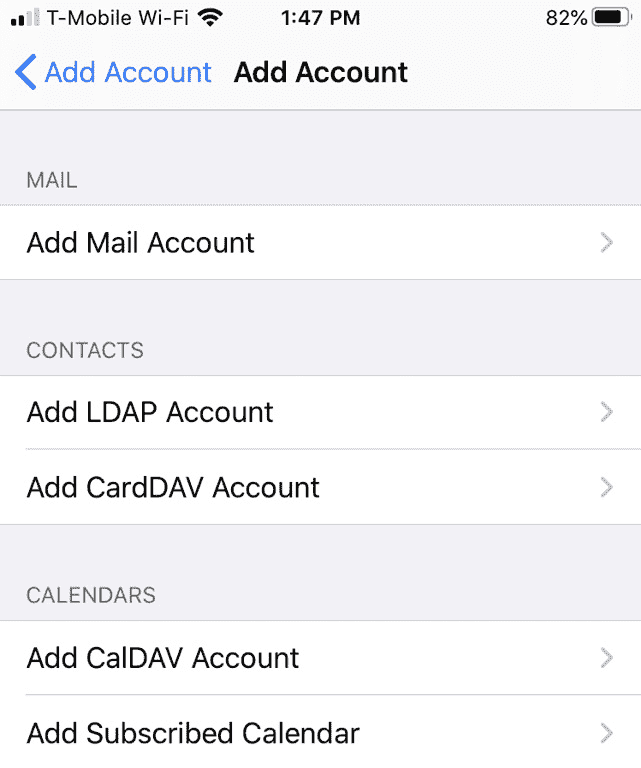 T-Mobile Wi-Fi 1:47 PM 82%
Add Account Add Account
MAIL
Add Mail Account
CONTACTS
Add LDAP Account
Add CardDAV Account
CALENDARS
Add CalDAV Account
Add Subscribed Calendar